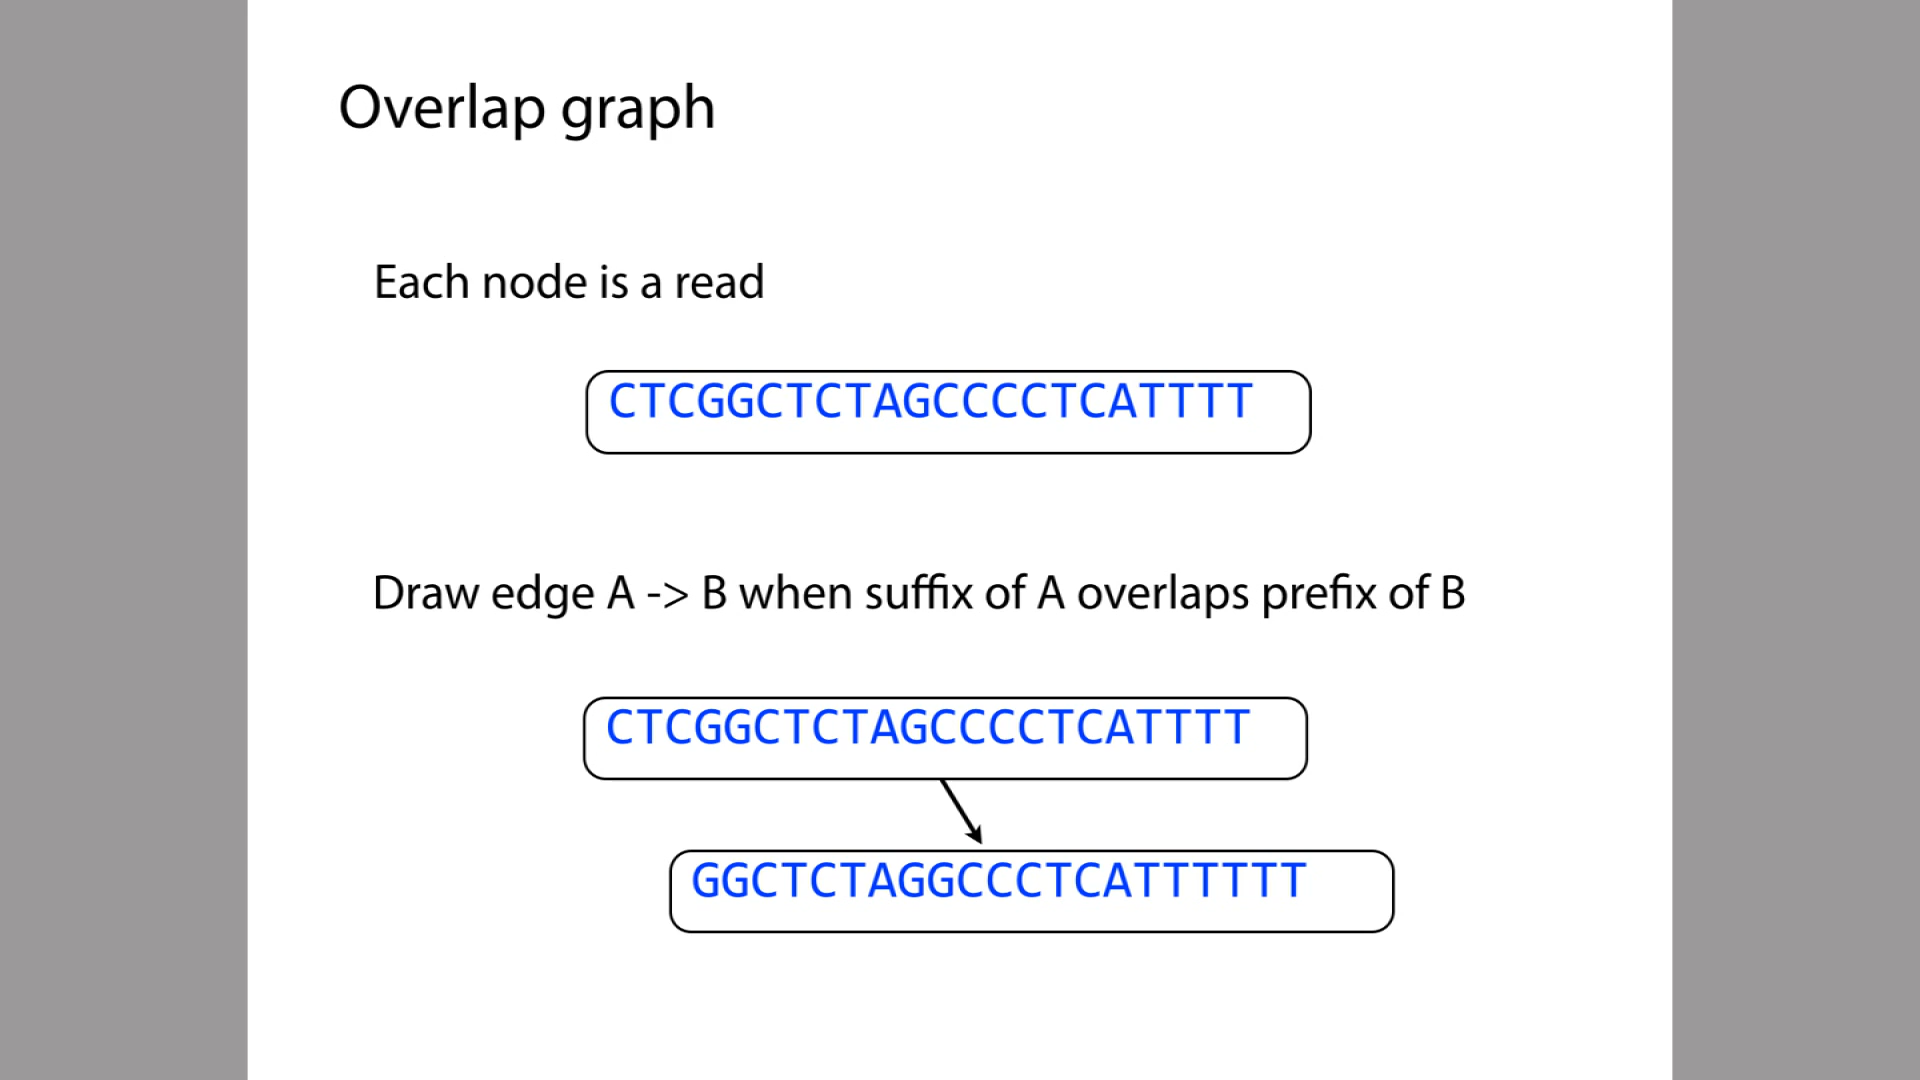 Overlap graph
Each node is a read
CTCGGCTCTAGCCCCTCATTTT
Draw edge A -> B when suffix of A overlaps prefix of B
CTCGGCTCTAGCCCCTCATTTT
GGCTCTAGGCCCTCATTTTTT